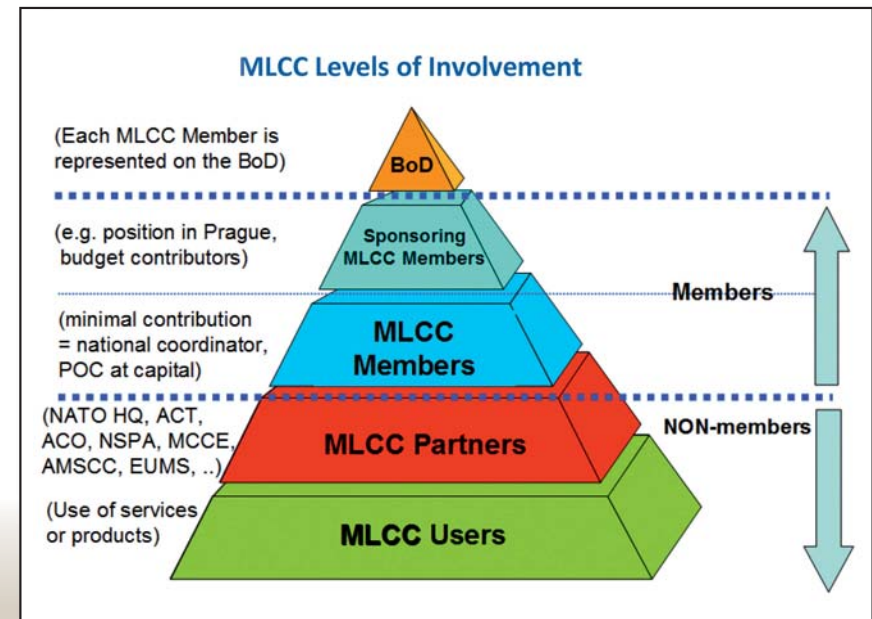 MLCC Levels of Involvement
(Each MLCC Member is
represented on the BoD)
BoD
(e.g. position in Prague,
budget contributors)
Sponsoring
MLCC Members
Members
(minimal contribution
= national coordinator,
POC at capital)
MLCC
Members
(NATO HQ, ACT,
ACO, NSPA, MCCE,
AMSCC, EUMS, ..)
MLCC Partners
NON-members
(Use of services
or products)
MLCC Users